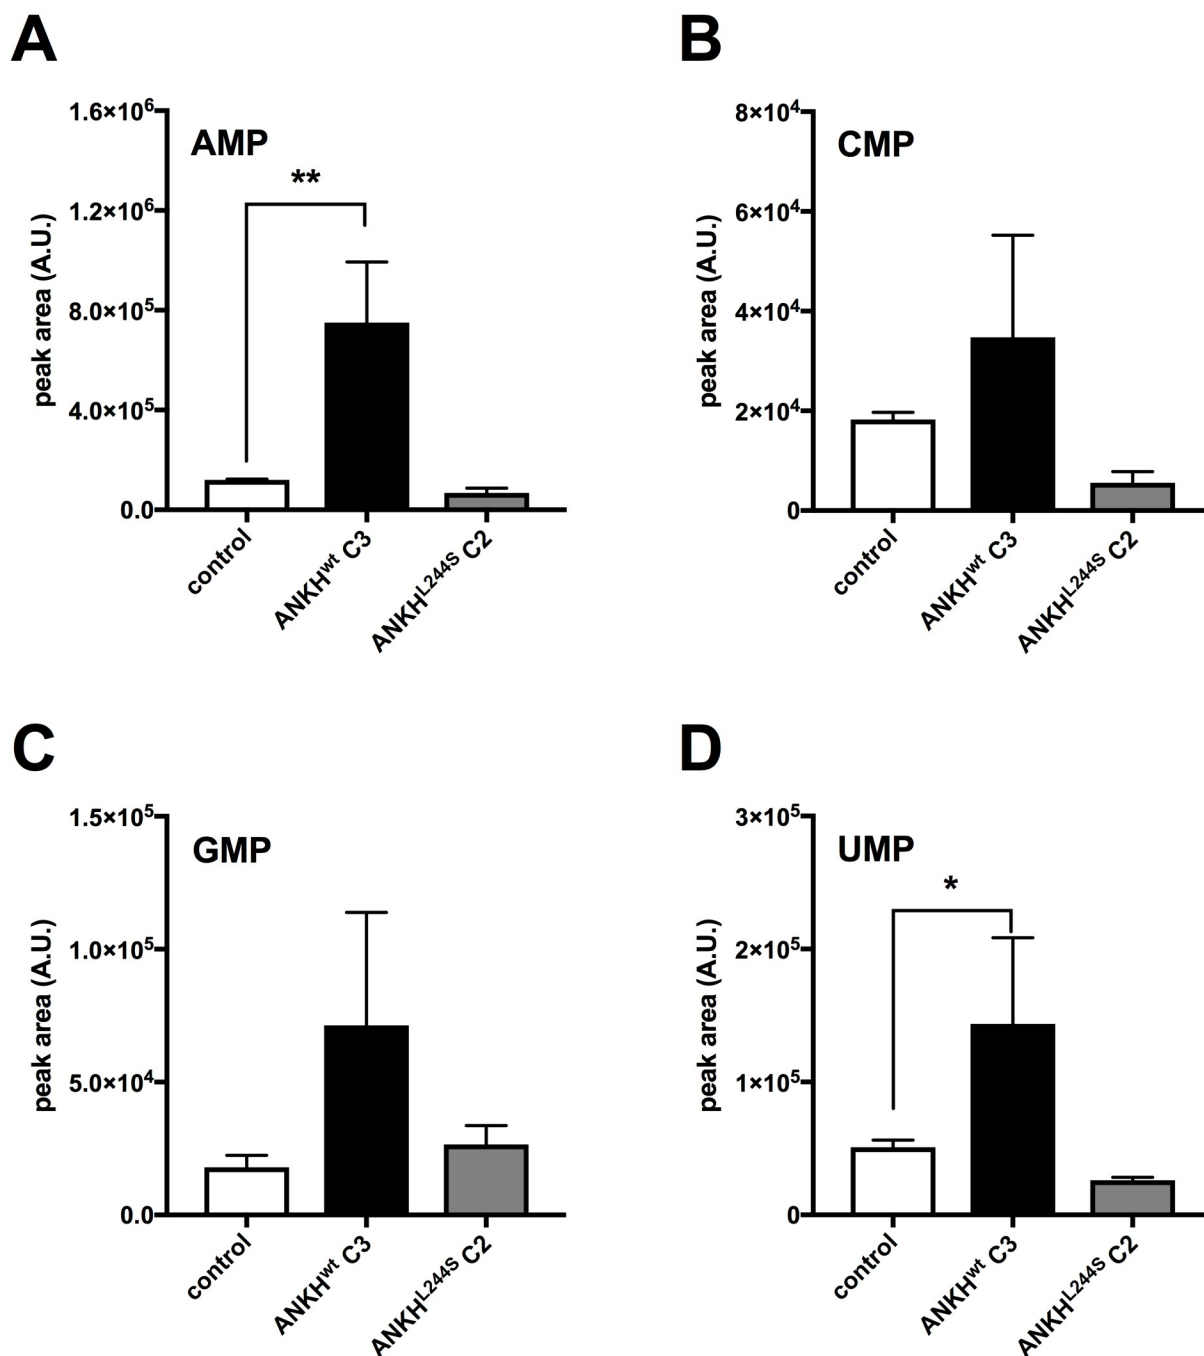 A
AMP
**
peak area (A.U.)
1.6×10⁶
1.2×10⁶
8.0×10⁵
4.0×10⁵
0.0
control
ANKHʷᵗ C3
ANKHᴸ²⁴⁴ˢ C2
B
CMP
peak area (A.U.)
8×10⁴
6×10⁴
4×10⁴
2×10⁴
0
control
ANKHʷᵗ C3
ANKHᴸ²⁴⁴ˢ C2
C
GMP
peak area (A.U.)
1.5×10⁵
1.0×10⁵
5.0×10⁴
0.0
control
ANKHʷᵗ C3
ANKHᴸ²⁴⁴ˢ C2
D
UMP
*
peak area (A.U.)
3×10⁵
2×10⁵
1×10⁵
0
control
ANKHʷᵗ C3
ANKHᴸ²⁴⁴ˢ C2